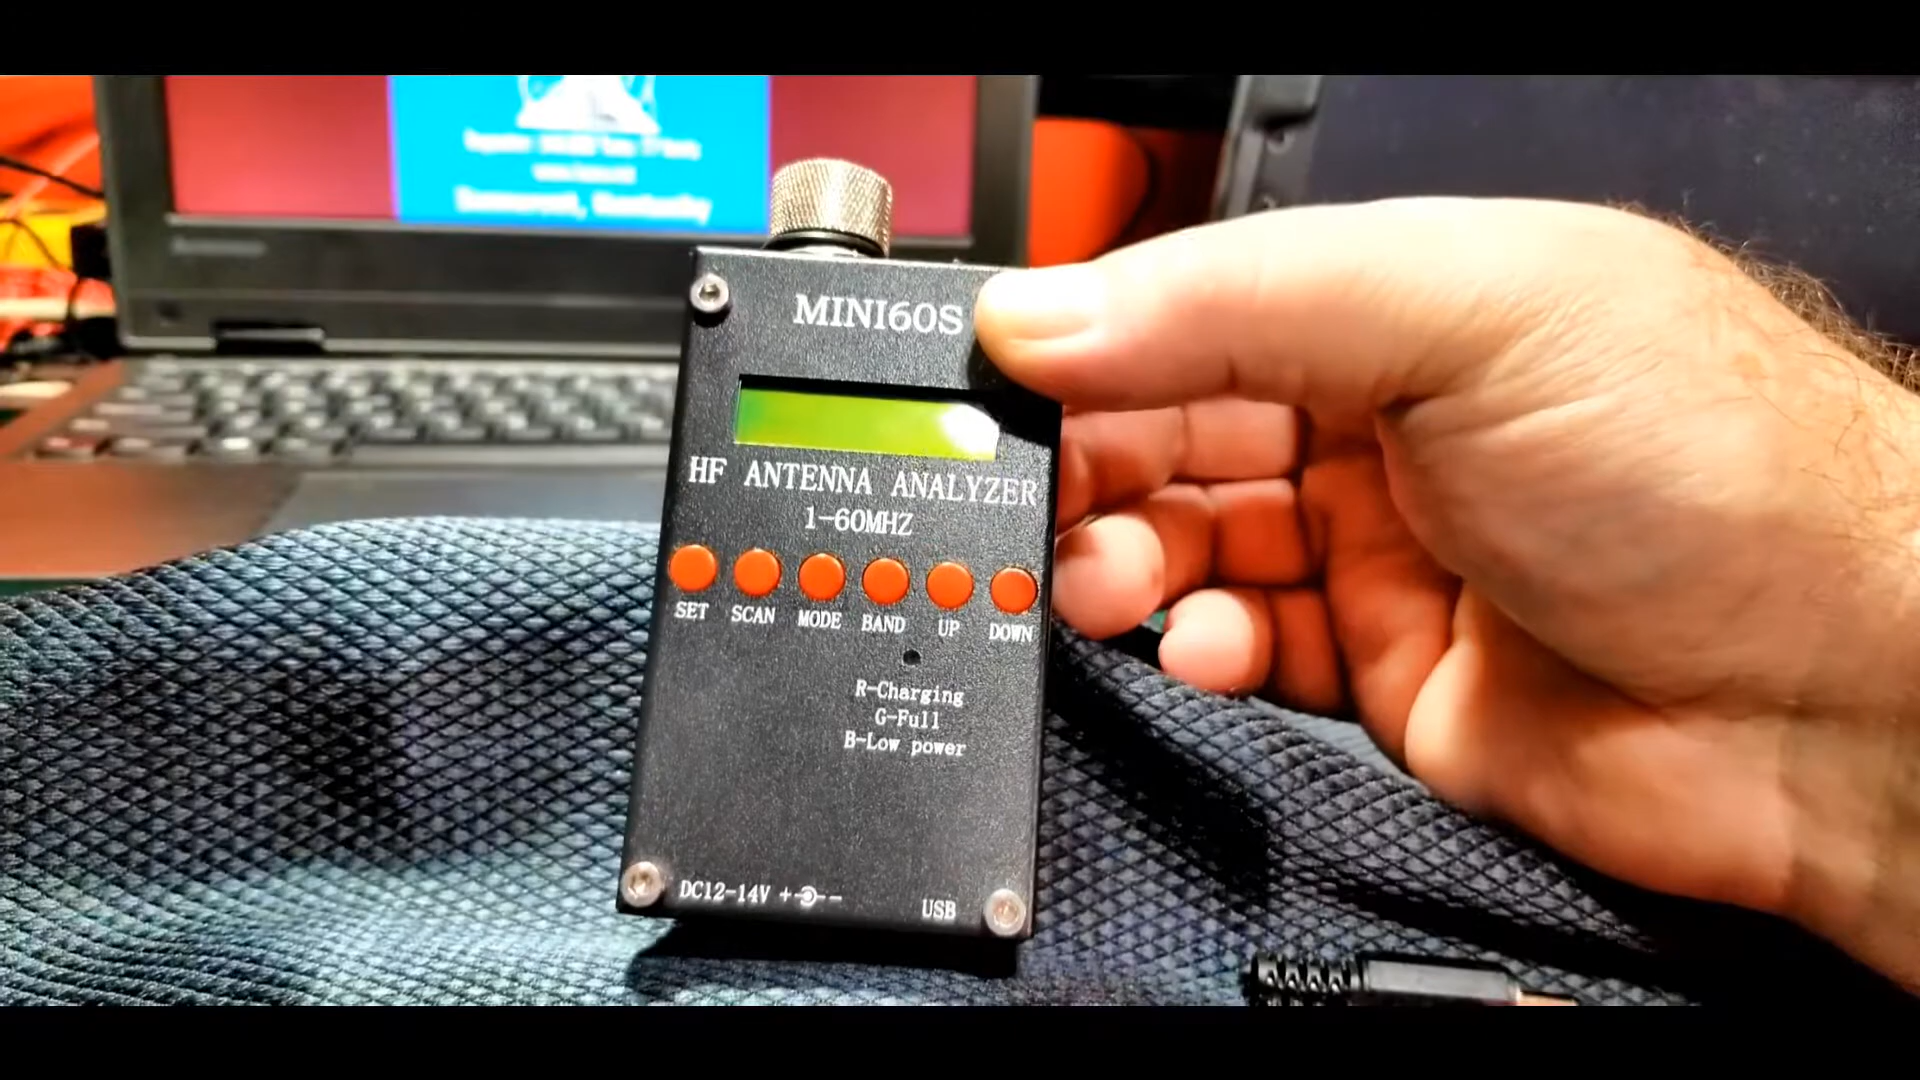 MINI60S
HF ANTENNA ANALYZER
1-60MHZ
SET SCAN MODE BAND UP DOWN
R-Charging
G-Full
B-Low power
DC12-14V + - USB